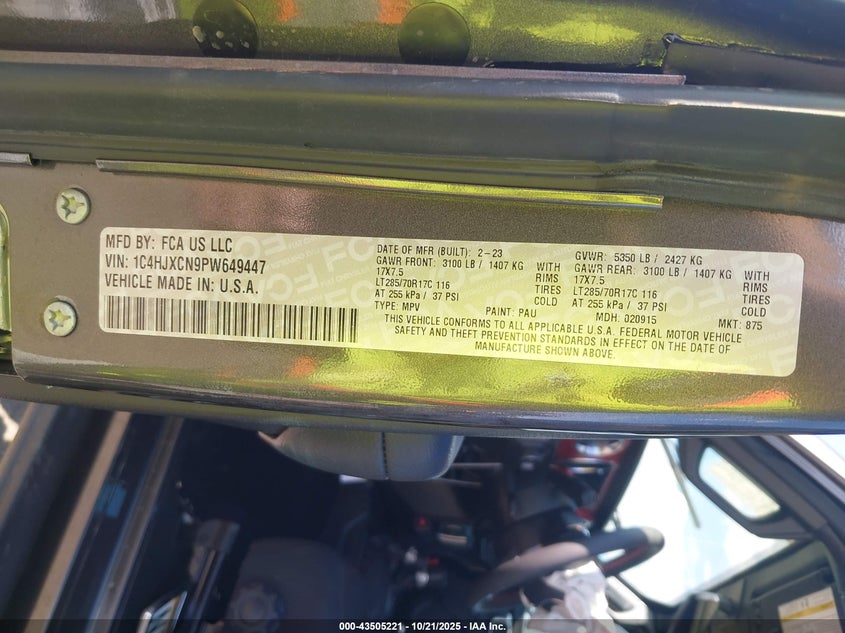 MFD BY: FCA US LLC
VIN: 1C4HJXCN9PW649447
VEHICLE MADE IN: U.S.A.
DATE OF MFR (BUILT): 2-23 GVWR: 5350 LB / 2427 KG
GAWR FRONT: 3100 LB / 1407 KG WITH GAWR REAR: 3100 LB / 1407 KG WITH
17X7.5 RIMS 17X7.5 RIMS
LT285/70R17C 116 TIRES LT285/70R17C 116 TIRES
AT 255 kPa / 37 PSI COLD AT 255 kPa / 37 PSI COLD
TYPE: MPV PAINT: PAU MDH: 020915 MKT: 875
THIS VEHICLE CONFORMS TO ALL APPLICABLE U.S.A. FEDERAL MOTOR VEHICLE
SAFETY AND THEFT PREVENTION STANDARDS IN EFFECT ON THE DATE OF
MANUFACTURE SHOWN ABOVE.
000-43505221 - 10/21/2025 - IAA Inc.